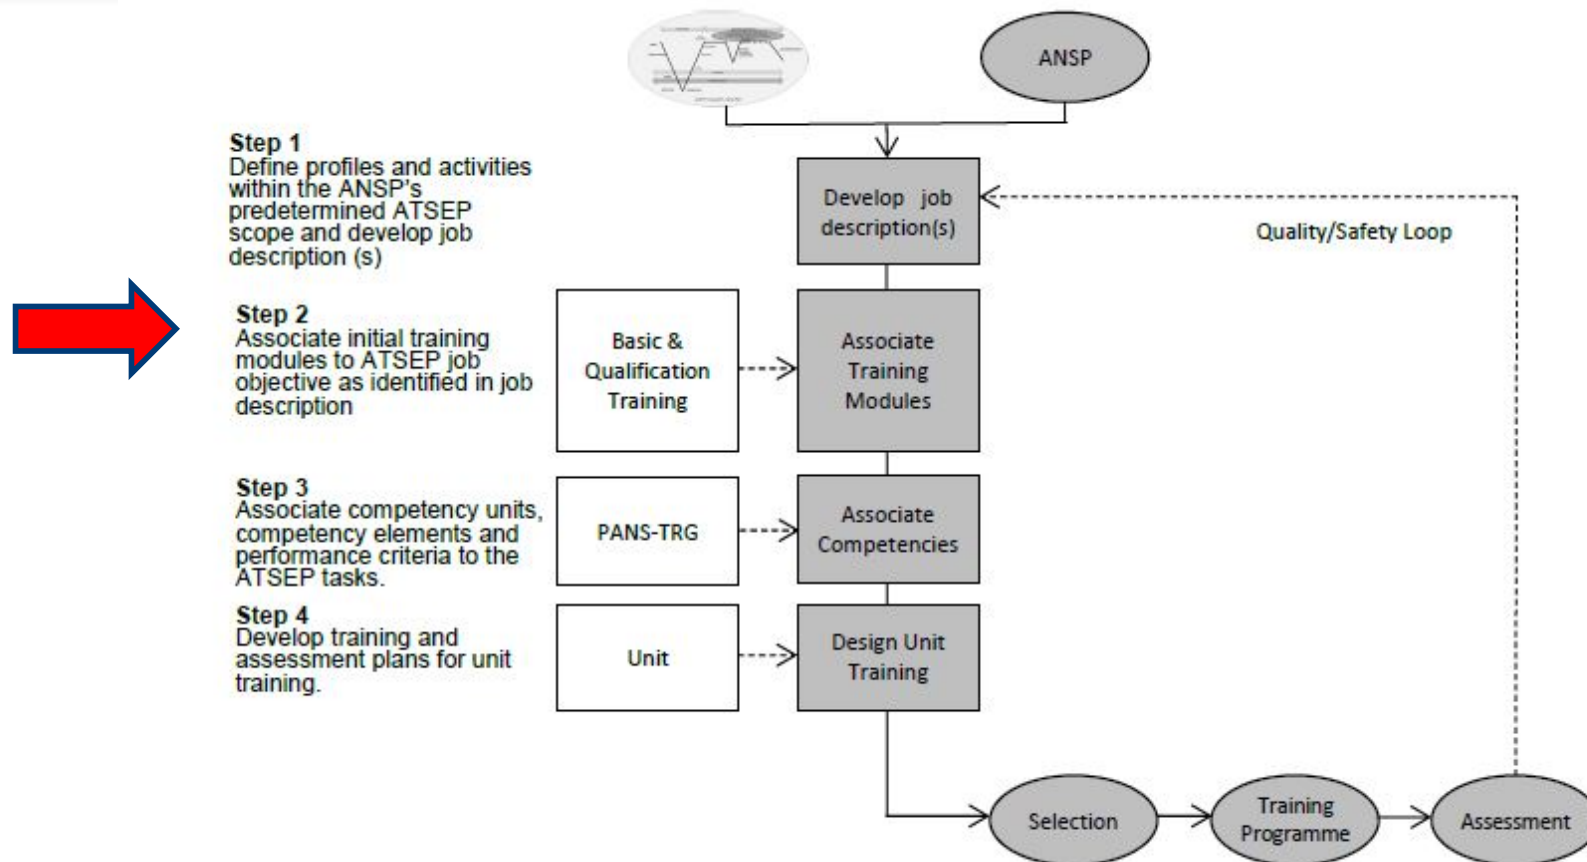 ANSP
Step 1
Define profiles and activities
within the ANSP's
predetermined ATSEP
scope and develop job
description (s)
Develop job
description(s)
Quality/Safety Loop
Step 2
Associate initial training
modules to ATSEP job
objective as identified in job
description
Basic &
Qualification
Training
Associate
Training
Modules
Step 3
Associate competency units,
competency elements and
performance criteria to the
ATSEP tasks.
PANS-TRG
Associate
Competencies
Step 4
Develop training and
assessment plans for unit
training.
Unit
Design Unit
Training
Selection
Training
Programme
Assessment